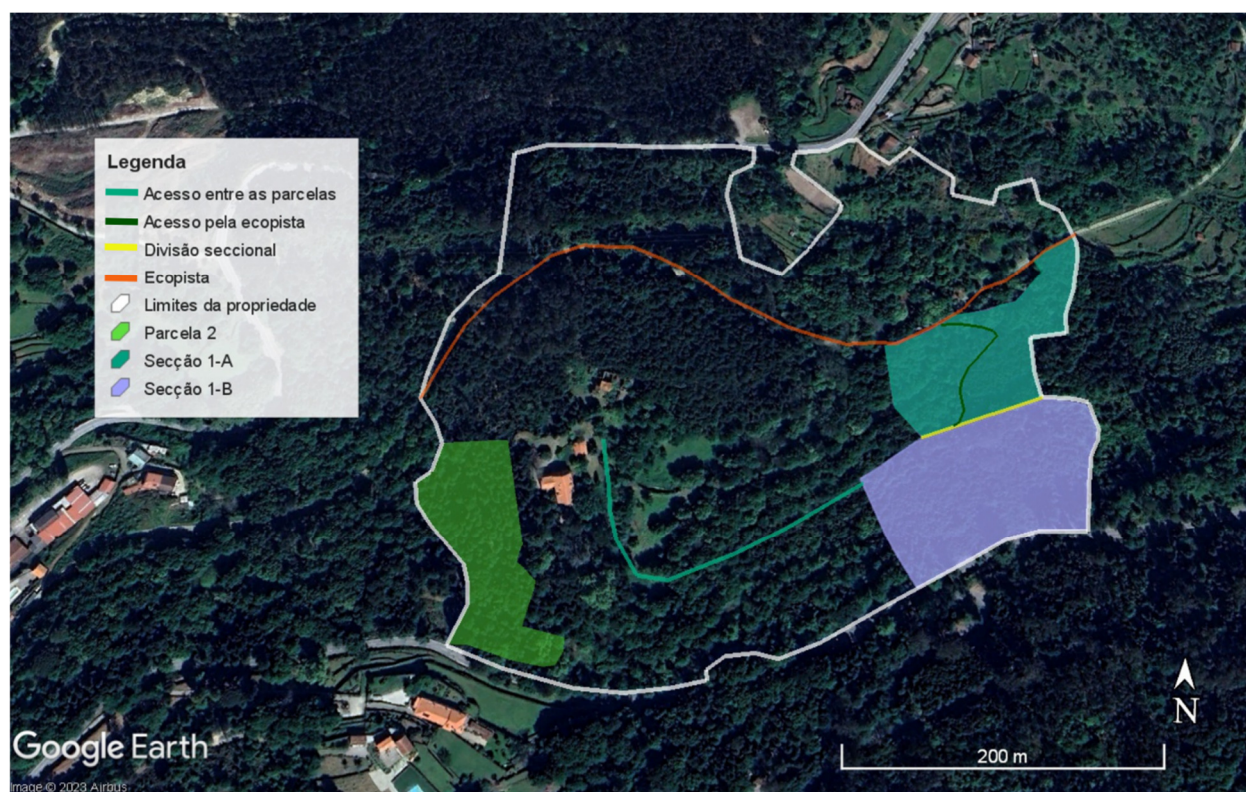 Legenda
Acesso entre as parcelas
Acesso pela ecopista
Divisão seccional
Ecopista
Limites da propriedade
Parcela 2
Secção 1-A
Secção 1-B
N
200 m
Google Earth
Image © 2023 Airbus